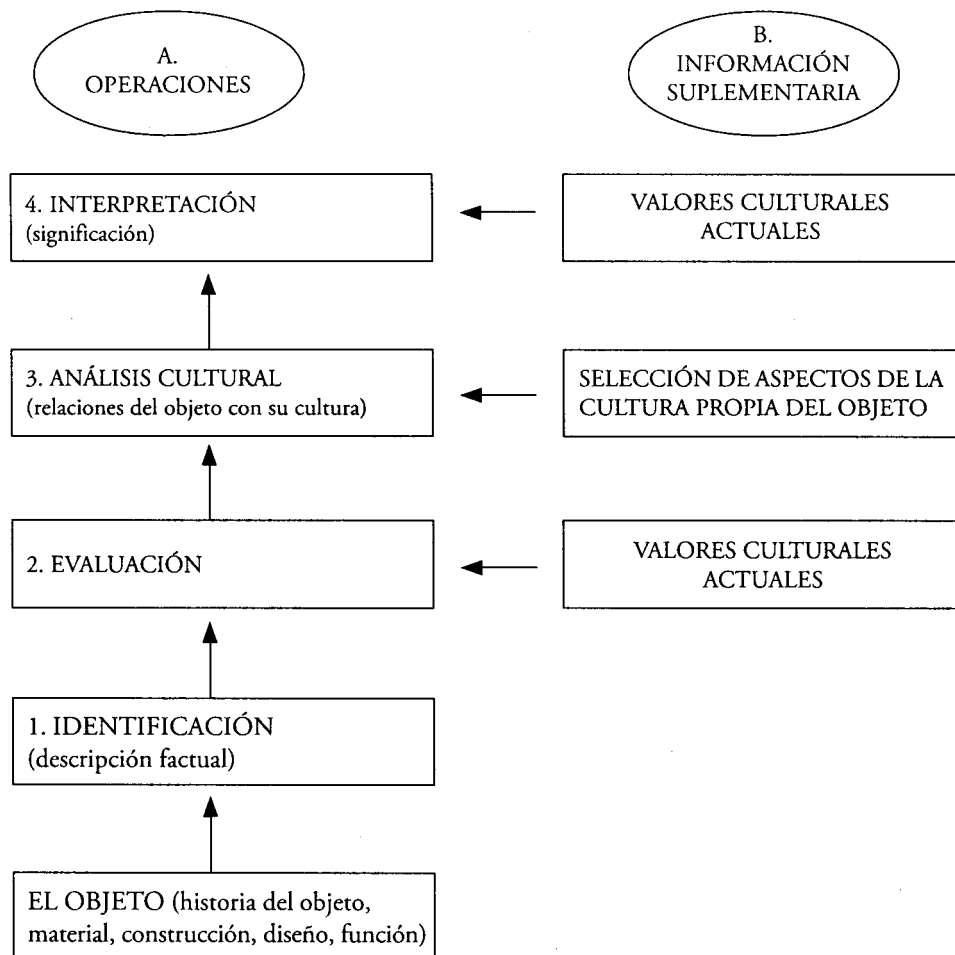 A.
OPERACIONES
B.
INFORMACIÓN
SUPLEMENTARIA
4. INTERPRETACIÓN
(significación)
VALORES CULTURALES
ACTUALES
3. ANÁLISIS CULTURAL
(relaciones del objeto con su cultura)
SELECCIÓN DE ASPECTOS DE LA
CULTURA PROPIA DEL OBJETO
2. EVALUACIÓN
VALORES CULTURALES
ACTUALES
1. IDENTIFICACIÓN
(descripción factual)
EL OBJETO (historia del objeto,
material, construcción, diseño, función)